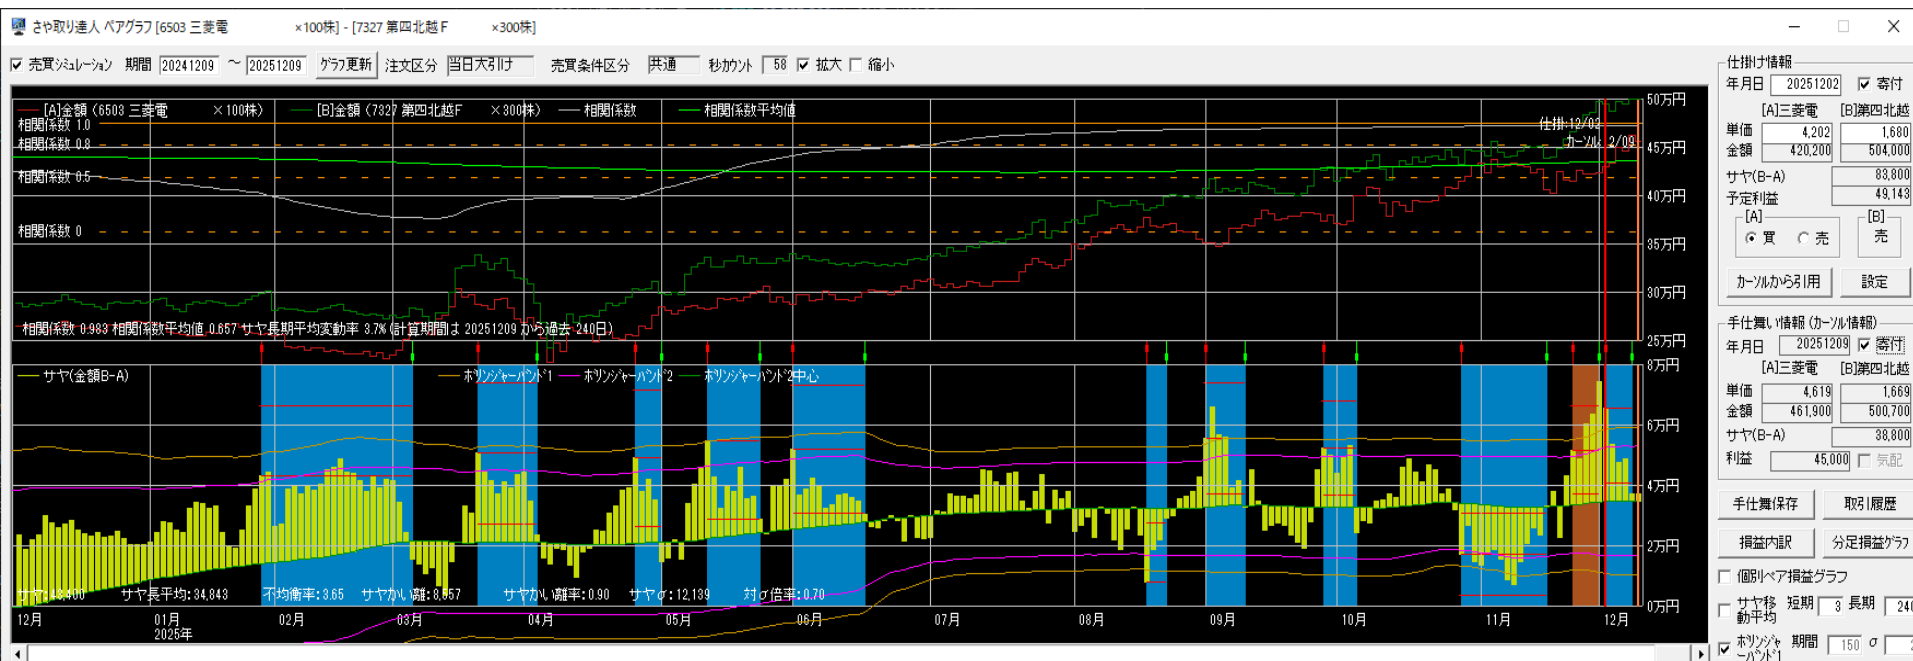 さや取り達人 ペアグラフ [6503 三菱電 ×100株] - [7327 第四北越Ｆ ×300株]
売買ｼﾐｭﾚｰｼｮﾝ 期間 20241209 ～ 20251209 ｸﾞﾗﾌ更新 注文区分 当日大引け 売買条件区分 共通 秒ｶｳﾝﾄ 58 拡大 縮小
[A]金額 (6503 三菱電 ×100株) [B]金額 (7327 第四北越Ｆ ×300株) 相関係数 相関係数平均値
相関係数 1.0
相関係数 0.8
相関係数 0.5
相関係数 0
仕掛:12/02
50万円
45万円
40万円
35万円
30万円
25万円
相関係数 0.983 相関係数平均値 0.657 サヤ長期平均変動率 3.7% (計算期間は 20251209 から過去 240日)
サヤ(金額B-A) ﾎﾞﾘﾝｼﾞｬｰﾊﾞﾝﾄﾞ1 ﾎﾞﾘﾝｼﾞｬｰﾊﾞﾝﾄﾞ2 ﾎﾞﾘﾝｼﾞｬｰﾊﾞﾝﾄﾞ2中心
8万円
6万円
4万円
2万円
0万円
サヤ:43,400 サヤ長平均:34,843 不均衡率:3.65 サヤかい離:8,557 サヤかい離率:0.90 サヤσ:12,139 対σ倍率:0.70
12月 01月 02月 03月 04月 05月 06月 07月 08月 09月 10月 11月 12月
2025年
仕掛け情報
年月日 20251202 寄付
[A]三菱電 [B]第四北越
単価 4,202 1,680
金額 420,200 504,000
サヤ(B-A) 83,800
予定利益 49,143
[A] [B]
買 売 売
ｶｰｿﾙから引用 設定
手仕舞い情報 (ｶｰｿﾙ情報)
年月日 20251209 寄付
[A]三菱電 [B]第四北越
単価 4,619 1,669
金額 461,900 500,700
サヤ(B-A) 38,800
利益 45,000 気配
手仕舞保存 取引履歴
損益内訳 分足損益ｸﾞﾗﾌ
個別ペア損益グラフ
サヤ移動平均 短期 3 長期 240
ﾎﾞﾘﾝｼﾞｬｰﾊﾞﾝﾄﾞ1 期間 150 σ 2